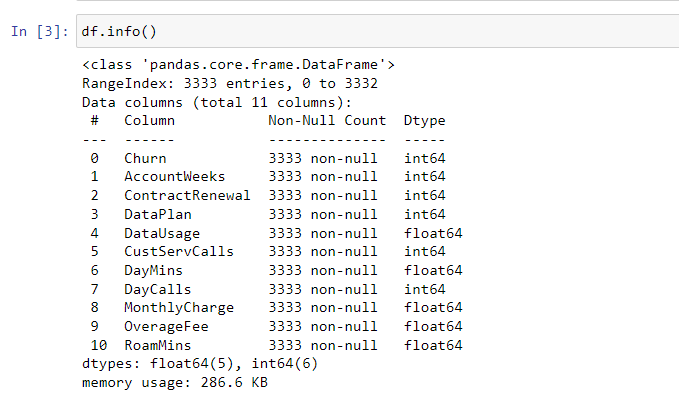 In [3]: df.info()
<class 'pandas.core.frame.DataFrame'>
RangeIndex: 3333 entries, 0 to 3332
Data columns (total 11 columns):
 #   Column           Non-Null Count  Dtype
---  ------           --------------  -----
 0   Churn            3333 non-null   int64
 1   AccountWeeks     3333 non-null   int64
 2   ContractRenewal  3333 non-null   int64
 3   DataPlan         3333 non-null   int64
 4   DataUsage        3333 non-null   float64
 5   CustServCalls    3333 non-null   int64
 6   DayMins          3333 non-null   float64
 7   DayCalls         3333 non-null   int64
 8   MonthlyCharge    3333 non-null   float64
 9   OverageFee       3333 non-null   float64
 10  RoamMins         3333 non-null   float64
dtypes: float64(5), int64(6)
memory usage: 286.6 KB